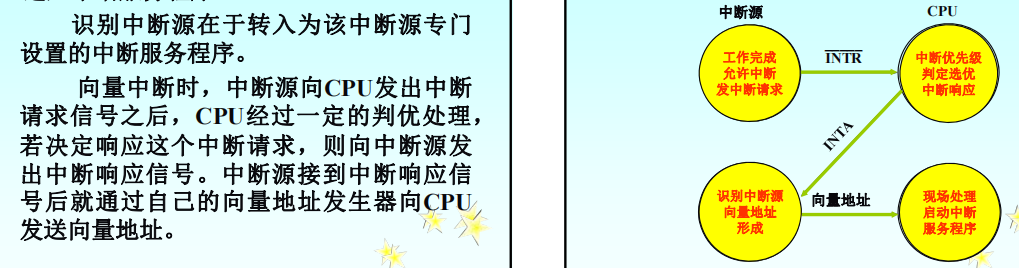 识别中断源在于转入为该中断源专门
设置的中断服务程序。
向量中断时，中断源向CPU发出中断
请求信号之后，CPU经过一定的判优处理，
若决定响应这个中断请求，则向中断源发
出中断响应信号。中断源接到中断响应信
号后就通过自己的向量地址发生器向CPU
发送向量地址。
中断源
CPU
工作完成
允许中断
发中断请求
INTR
中断优先级
判定选优
中断响应
INTA
识别中断源
向量地址
形成
向量地址
现场处理
启动中断
服务程序